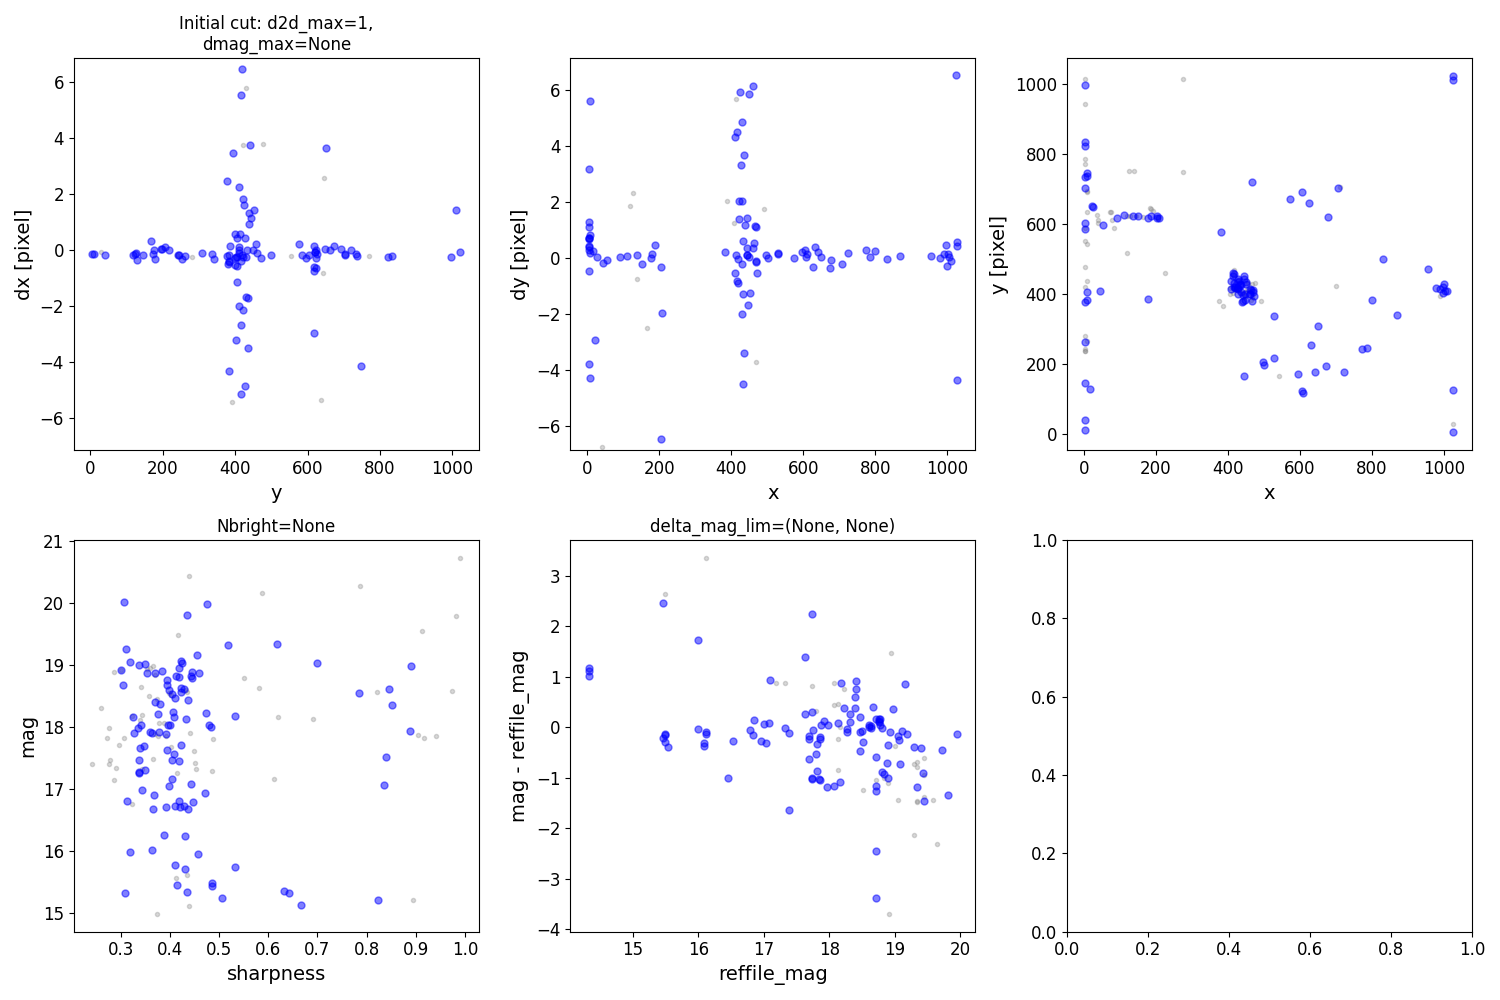 Initial cut: d2d_max=1,
dmag_max=None
6
4
2
0
−2
−4
−6
dx [pixel]
0 200 400 600 800 1000
y
6
4
2
0
−2
−4
−6
dy [pixel]
0 200 400 600 800 1000
x
1000
800
600
400
200
0
y [pixel]
0 200 400 600 800 1000
x
Nbright=None
21
20
19
18
17
16
15
mag
0.3 0.4 0.5 0.6 0.7 0.8 0.9 1.0
sharpness
delta_mag_lim=(None, None)
3
2
1
0
−1
−2
−3
−4
mag - reffile_mag
15 16 17 18 19 20
reffile_mag
1.0
0.8
0.6
0.4
0.2
0.0
0.0 0.2 0.4 0.6 0.8 1.0